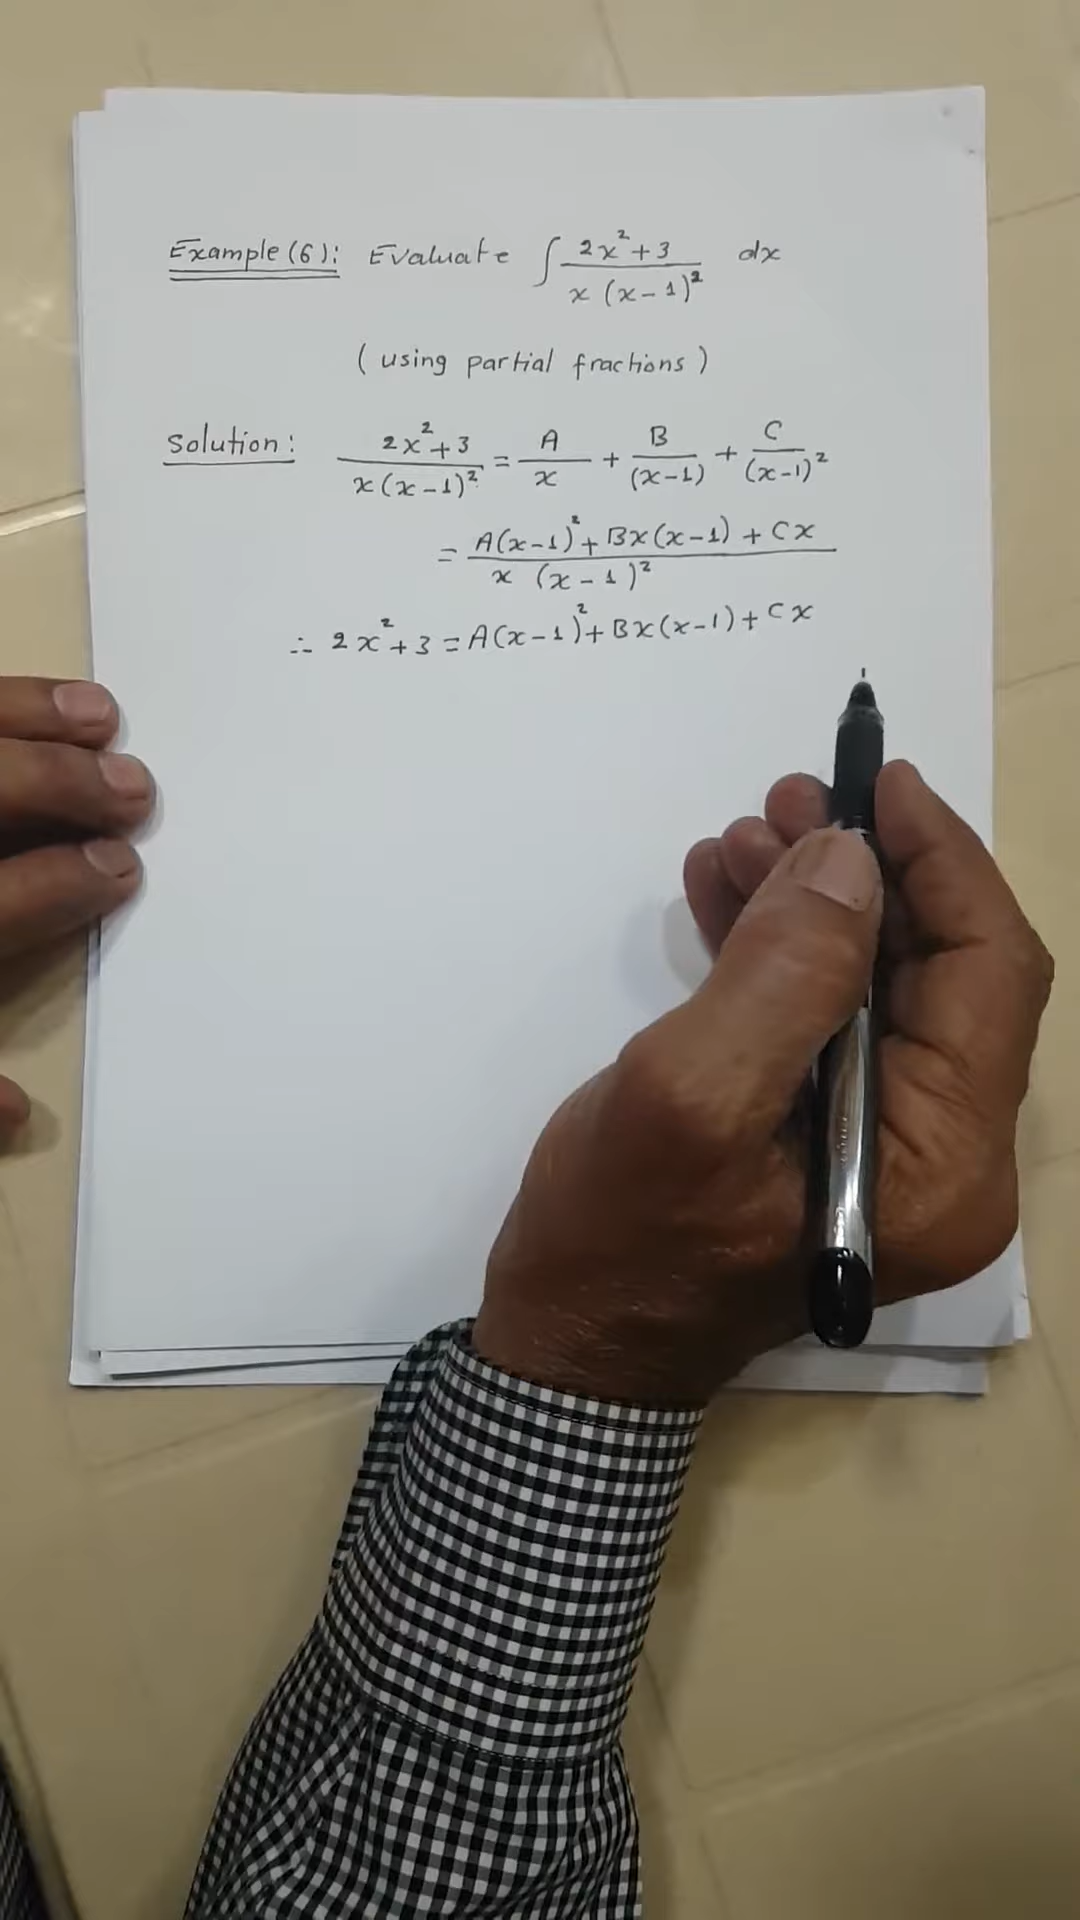 Example (6): Evaluate ∫ (2x² + 3) / (x (x - 1)²) dx
(using partial fractions)
Solution: (2x² + 3) / (x (x - 1)²) = A / x + B / (x - 1) + C / (x - 1)²
= (A(x - 1)² + Bx(x - 1) + Cx) / (x (x - 1)²)
∴ 2x² + 3 = A(x - 1)² + Bx(x - 1) + Cx